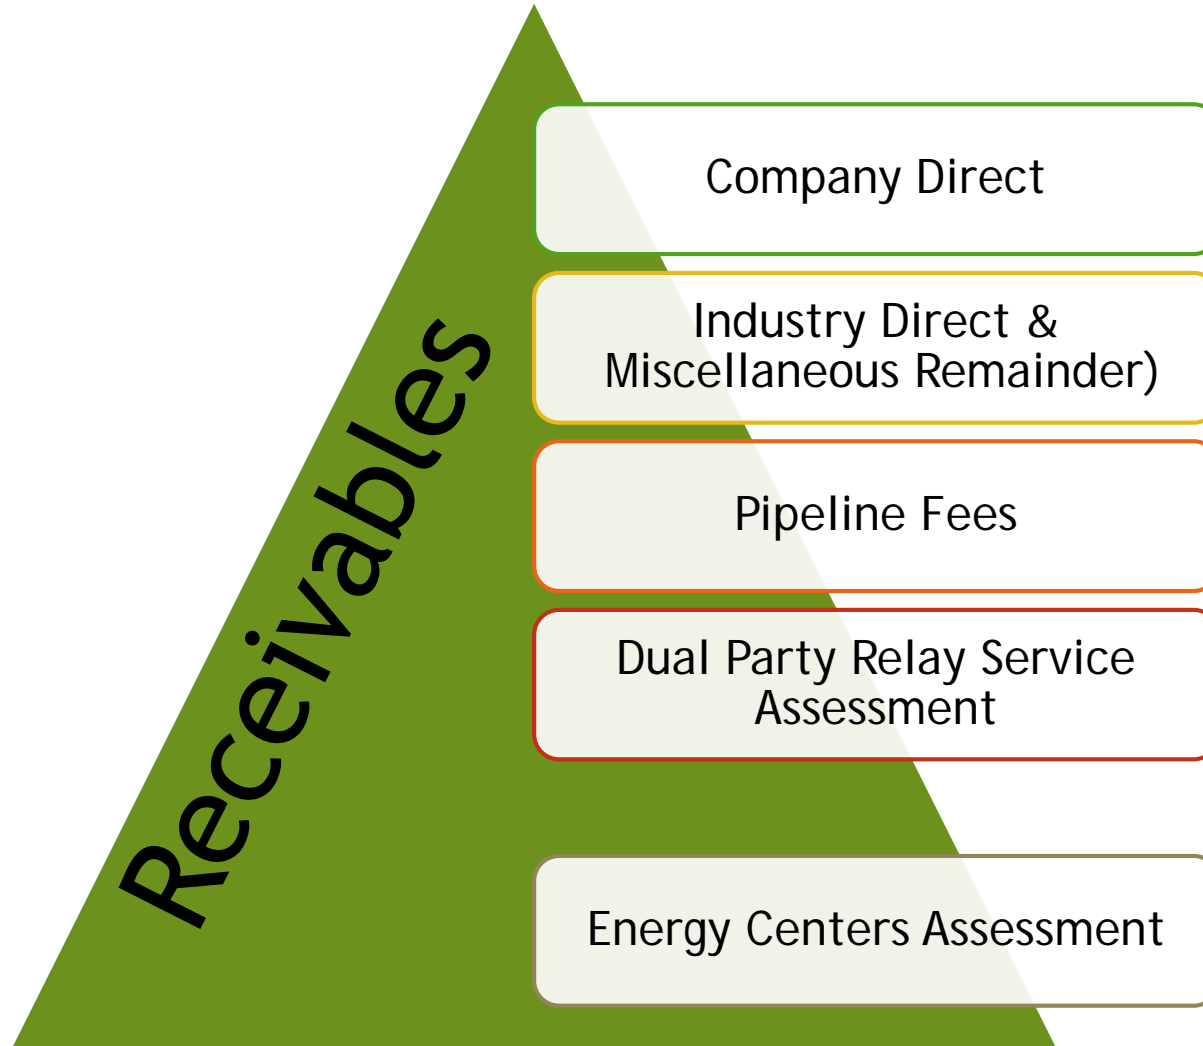 Receivables
Company Direct
Industry Direct &
Miscellaneous Remainder)
Pipeline Fees
Dual Party Relay Service
Assessment
Energy Centers Assessment